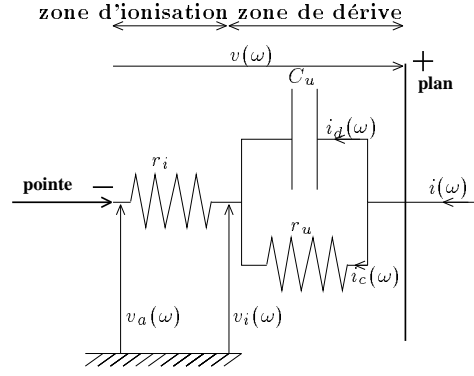 zone d'ionisation zone de dérive
v(ω)
+
plan
C_u
i_d(ω)
r_i
pointe
−
i(ω)
r_u
i_c(ω)
v_a(ω)
v_i(ω)